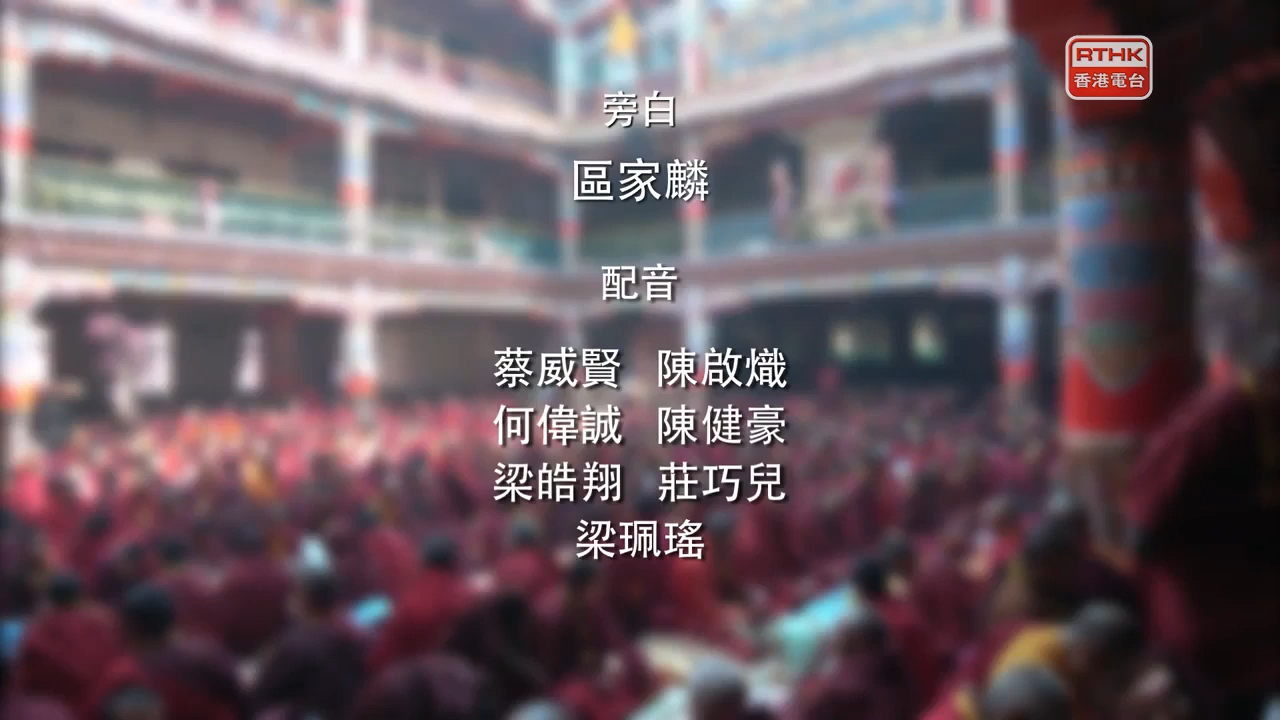 RTHK
香港電台
旁白
區家麟
配音
蔡威賢 陳啟熾
何偉誠 陳健豪
梁皓翔 莊巧兒
梁珮瑤